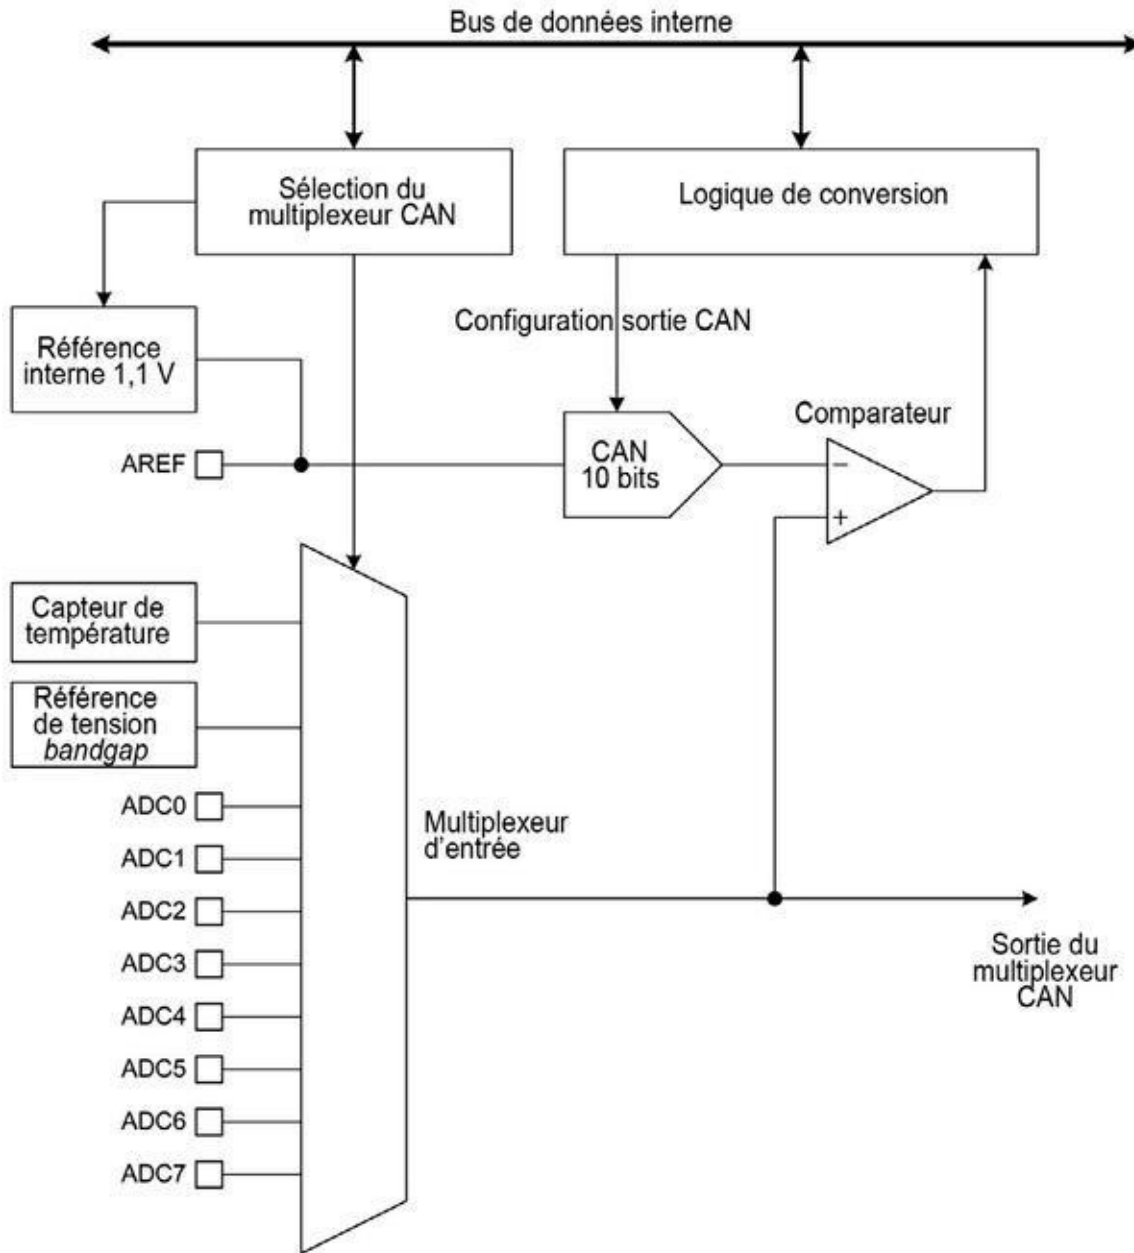 Bus de données interne
Sélection du
multiplexeur CAN
Logique de conversion
Référence
interne 1,1 V
Configuration sortie CAN
AREF
CAN
10 bits
Comparateur
−
+
Capteur de
température
Référence
de tension
bandgap
ADC0
ADC1
ADC2
ADC3
ADC4
ADC5
ADC6
ADC7
Multiplexeur
d'entrée
Sortie du
multiplexeur
CAN